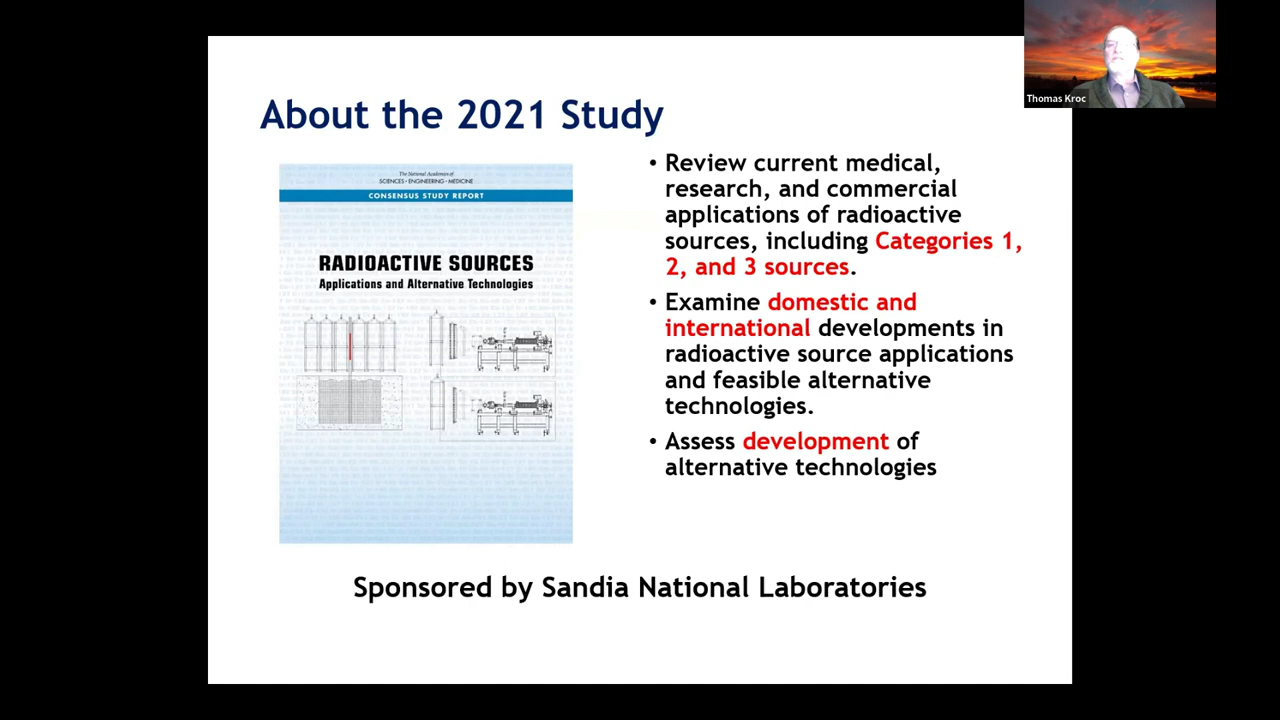 Thomas Kroc
About the 2021 Study
The National Academies of
SCIENCES • ENGINEERING • MEDICINE
CONSENSUS STUDY REPORT
RADIOACTIVE SOURCES
Applications and Alternative Technologies
• Review current medical,
research, and commercial
applications of radioactive
sources, including Categories 1,
2, and 3 sources.
• Examine domestic and
international developments in
radioactive source applications
and feasible alternative
technologies.
• Assess development of
alternative technologies
Sponsored by Sandia National Laboratories